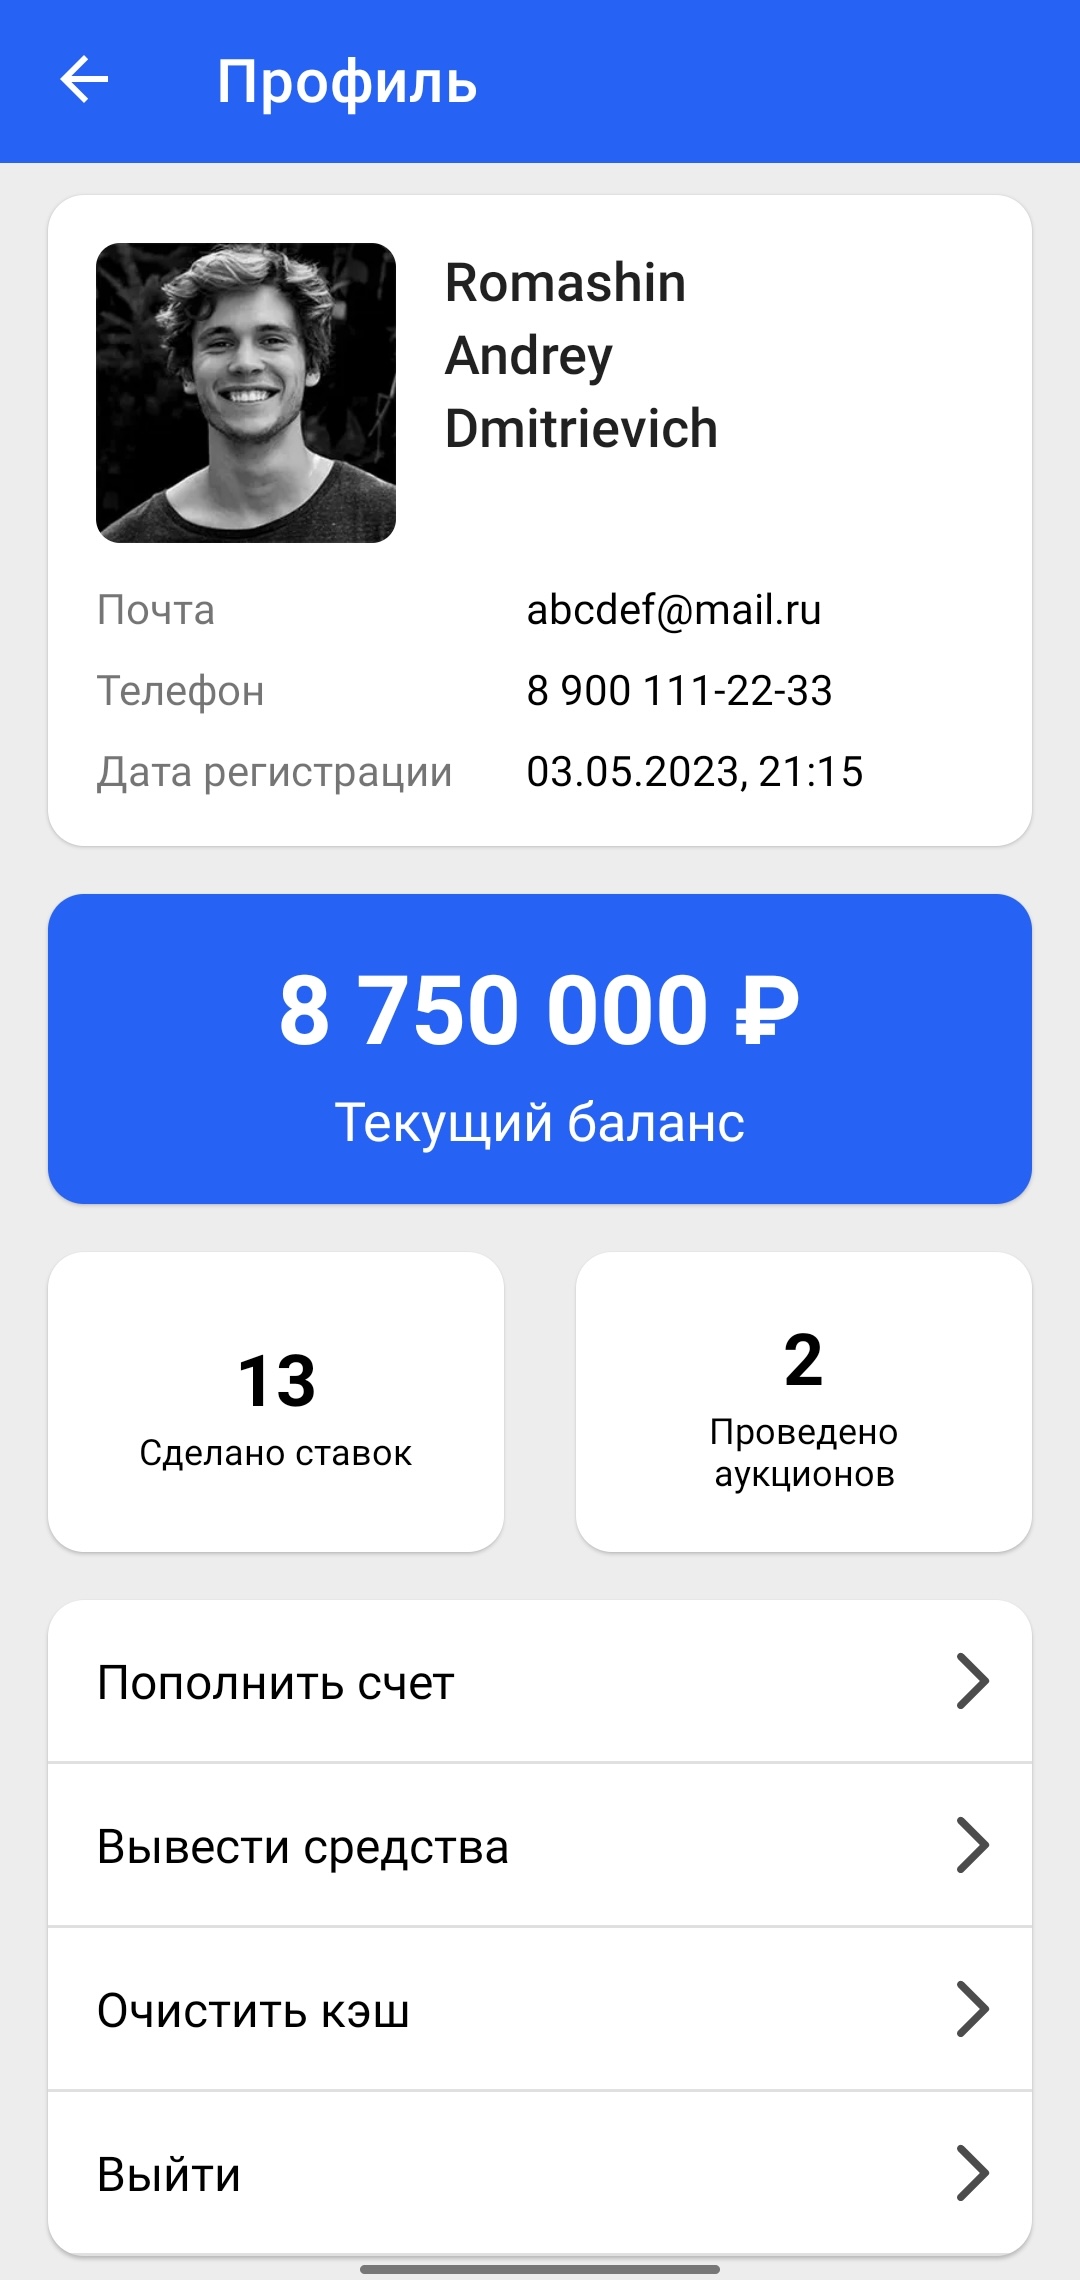 Профиль
Romashin
Andrey
Dmitrievich
Почта abcdef@mail.ru
Телефон 8 900 111-22-33
Дата регистрации 03.05.2023, 21:15
8 750 000 ₽
Текущий баланс
13
Сделано ставок
2
Проведено
аукционов
Пополнить счет
Вывести средства
Очистить кэш
Выйти